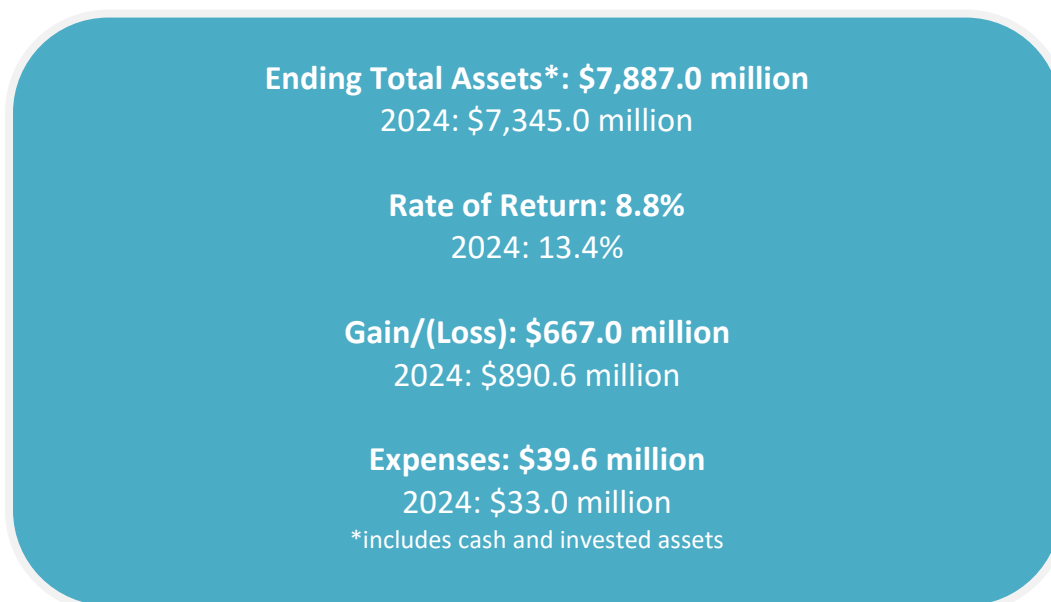 Ending Total Assets*: $7,887.0 million
2024: $7,345.0 million
Rate of Return: 8.8%
2024: 13.4%
Gain/(Loss): $667.0 million
2024: $890.6 million
Expenses: $39.6 million
2024: $33.0 million
*includes cash and invested assets